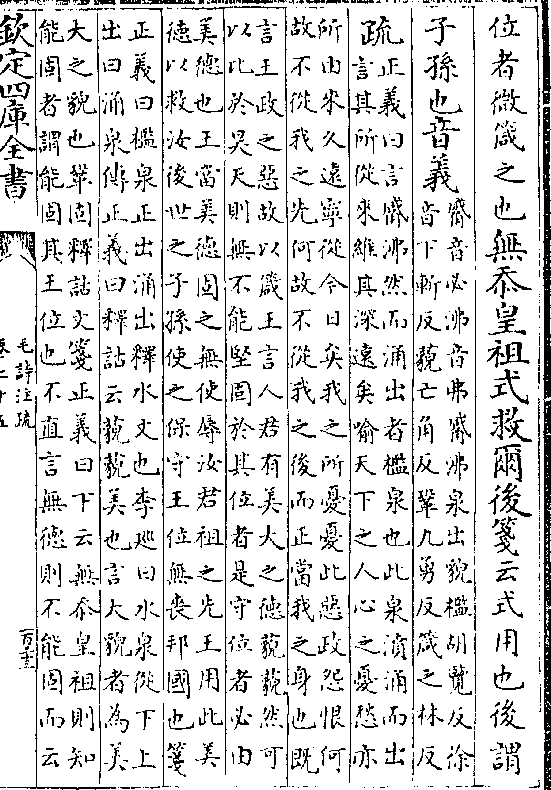 位者微箴之也無忝皇祖式救爾後箋云式用也後謂
子孫也音義
觱音必沸音弗觱沸泉出貌檻胡覽反徐
音下斬反藐亡角反鞏九勇反箴之林反
疏
正義曰言觱沸然而涌出者檻泉也此泉濆涌而出
言其所從來維其深遠矣喻天下之人心之憂愁亦
所由來久遠寧從今日矣我之所憂憂此惡政怨恨何
故不從我之先何故不從我之後而正當我之身也既
言王政之惡故以箴王言人君有美大之德藐藐然可
以比於昊天則無不能堅固於其位者是守位者必由
美德也王當美德固之無使辱汝君祖之先王用此美
德以救汝後世之子孫使之保守王位無喪邦國也箋
正義曰檻泉正出涌出釋水文也李廵曰水泉從下上
出曰涌泉傳正義曰釋詁云藐藐美也言大貌者為美
大之貌也鞏固釋詁文箋正義曰下云無忝皇祖則知
能固者謂能固其王位也不直言無德則不能固而云
欽定四庫全書
毛詩注疏
卷二十五